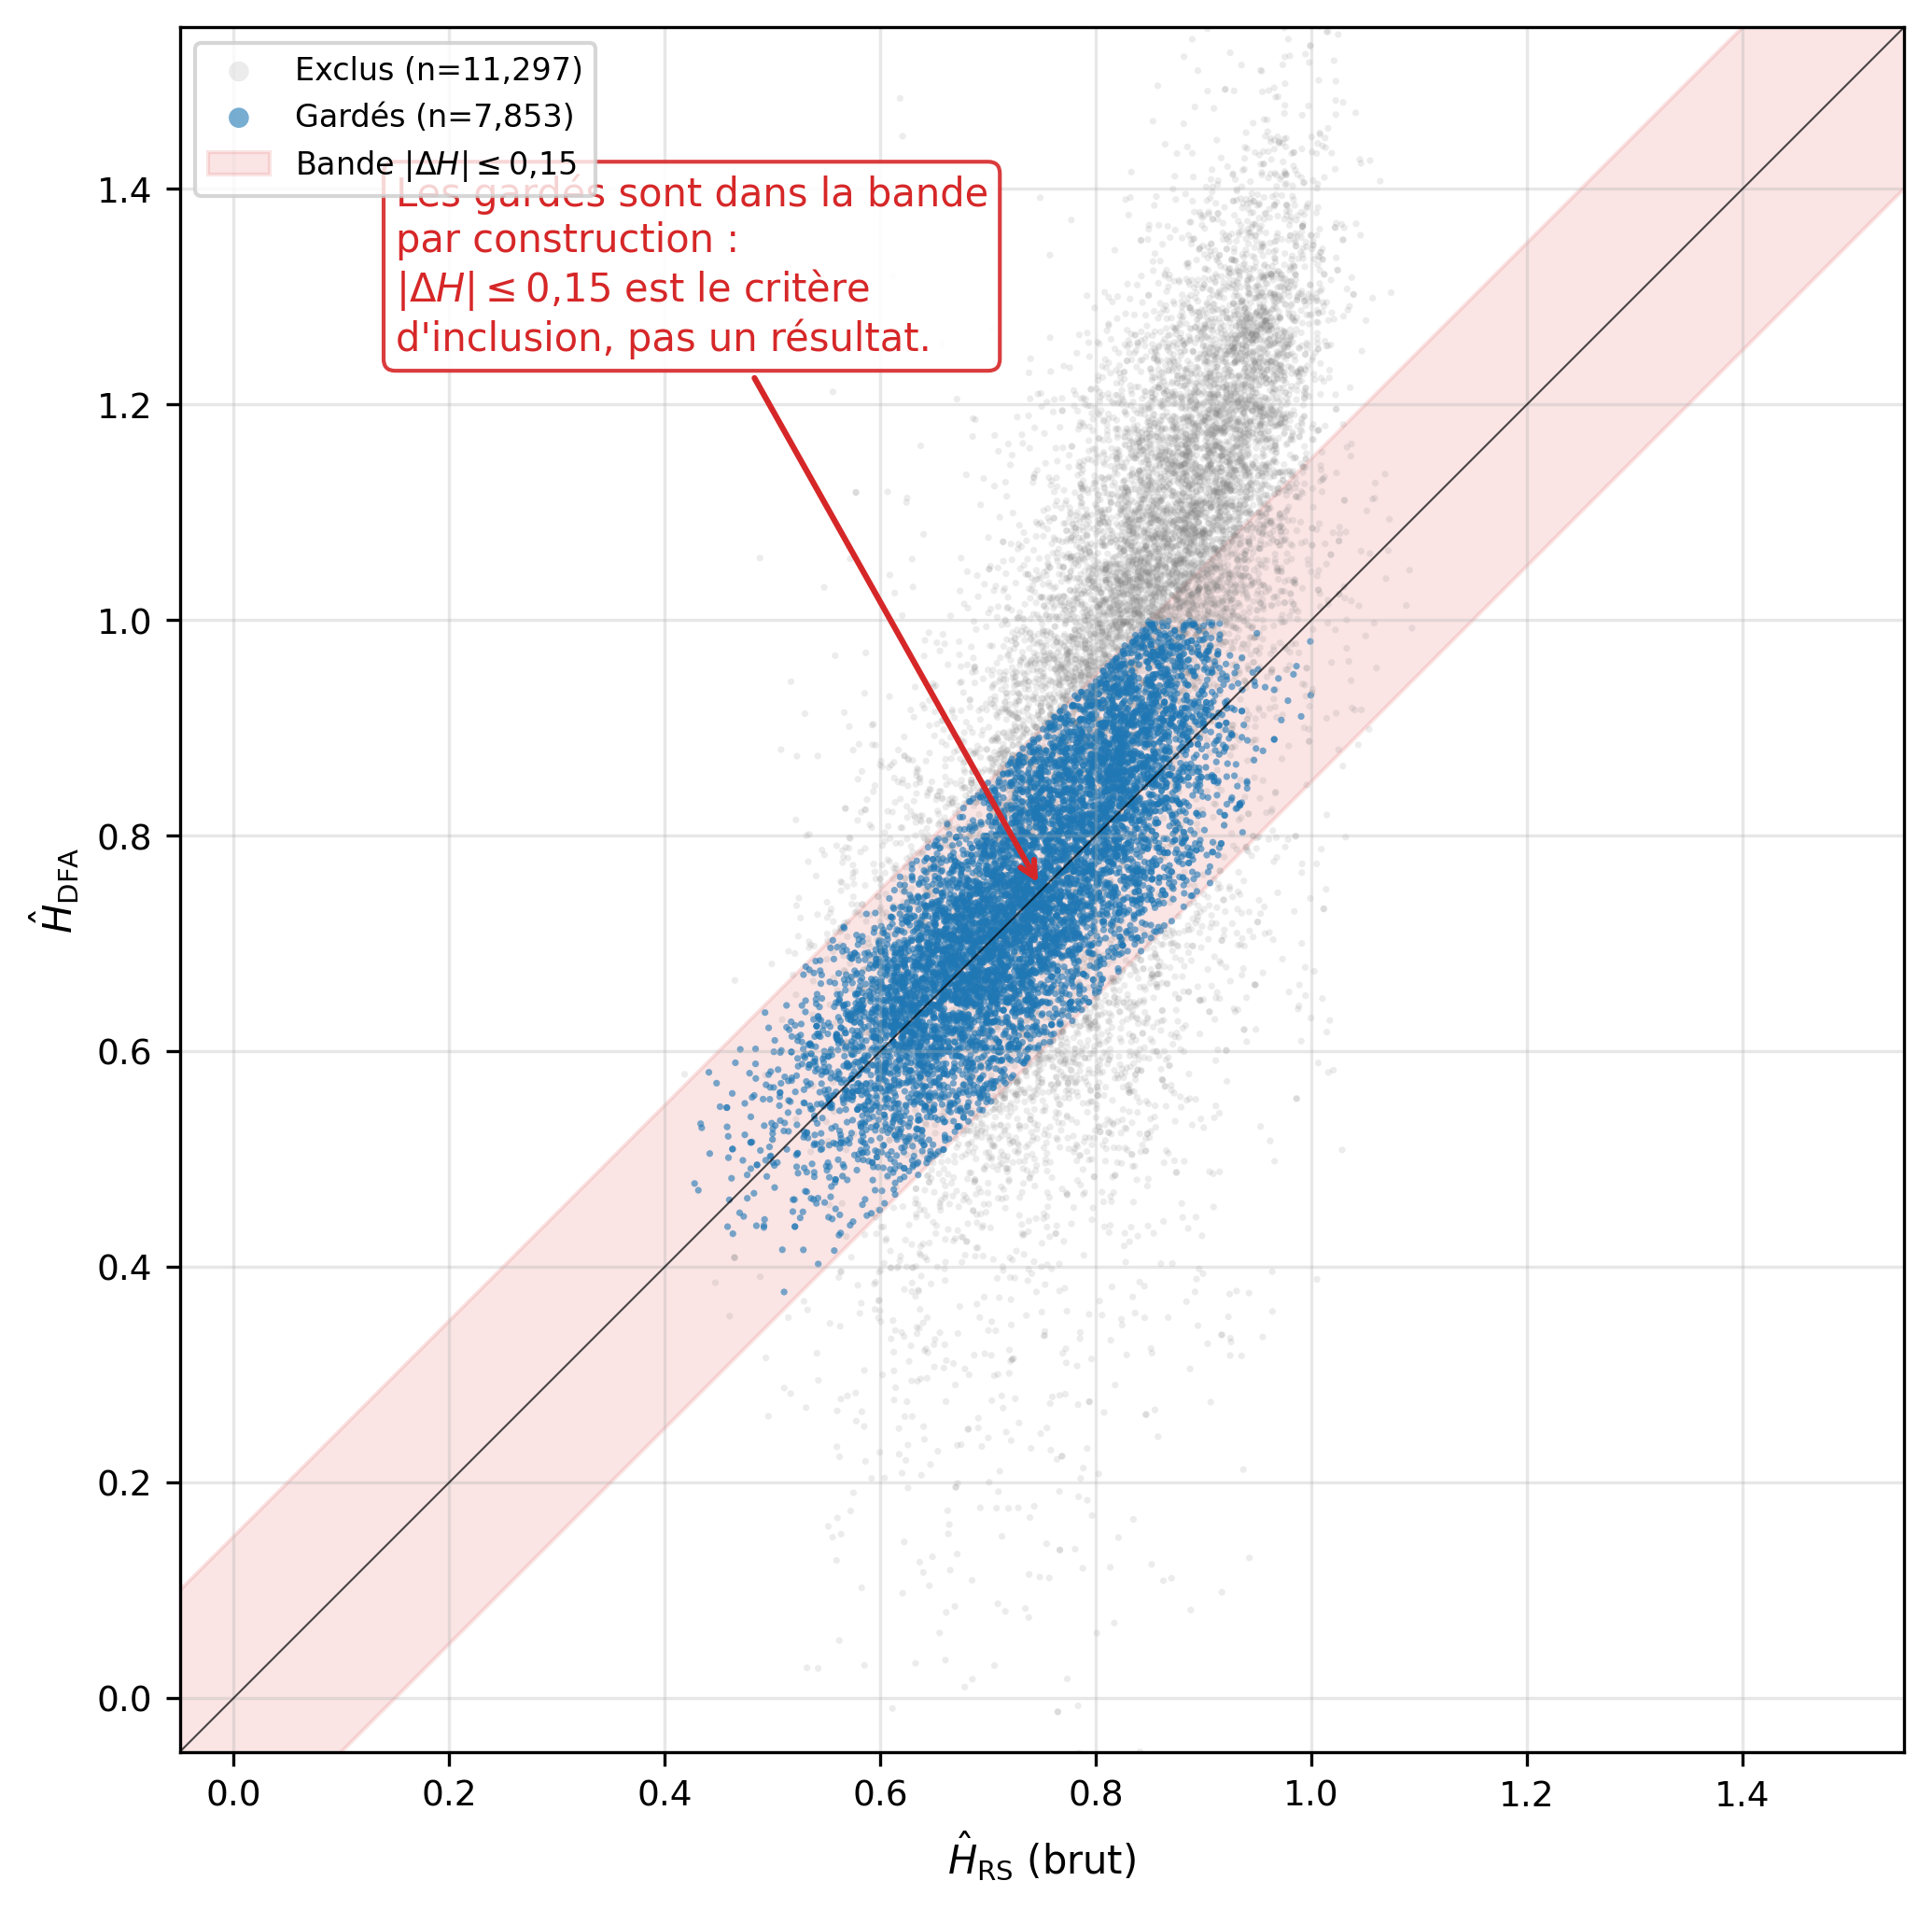 Exclus (n=11,297)
Gardés (n=7,853)
Bande |ΔH| ≤ 0,15
Les gardés sont dans la bande
par construction :
|ΔH| ≤ 0,15 est le critère
d'inclusion, pas un résultat.
1.4
1.2
1.0
0.8
0.6
0.4
0.2
0.0
Ĥ_DFA
0.0 0.2 0.4 0.6 0.8 1.0 1.2 1.4
Ĥ_RS (brut)